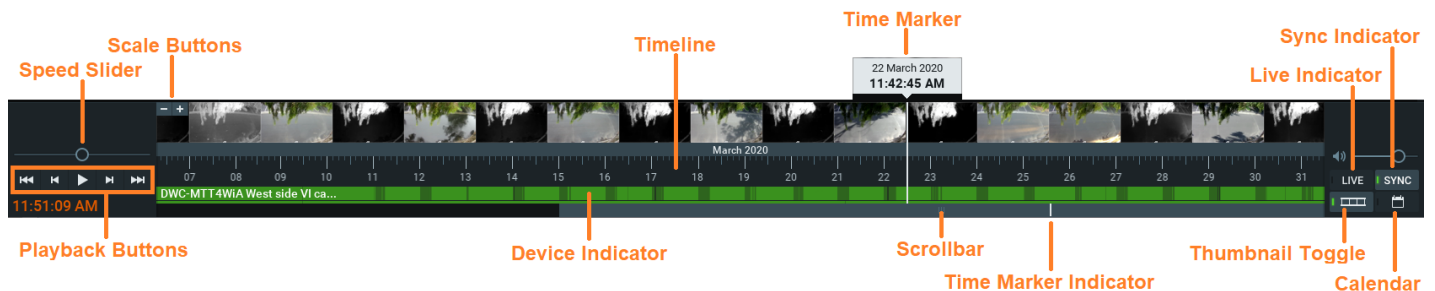 Time Marker
Scale Buttons
Timeline
Sync Indicator
Speed Slider
Live Indicator
22 March 2020
11:42:45 AM
− +
March 2020
07 08 09 10 11 12 13 14 15 16 17 18 19 20 21 22 23 24 25 26 27 28 29 30 31
LIVE SYNC
DWC-MTT4WiA West side VI ca...
11:51:09 AM
Playback Buttons
Device Indicator
Scrollbar
Thumbnail Toggle
Time Marker Indicator
Calendar